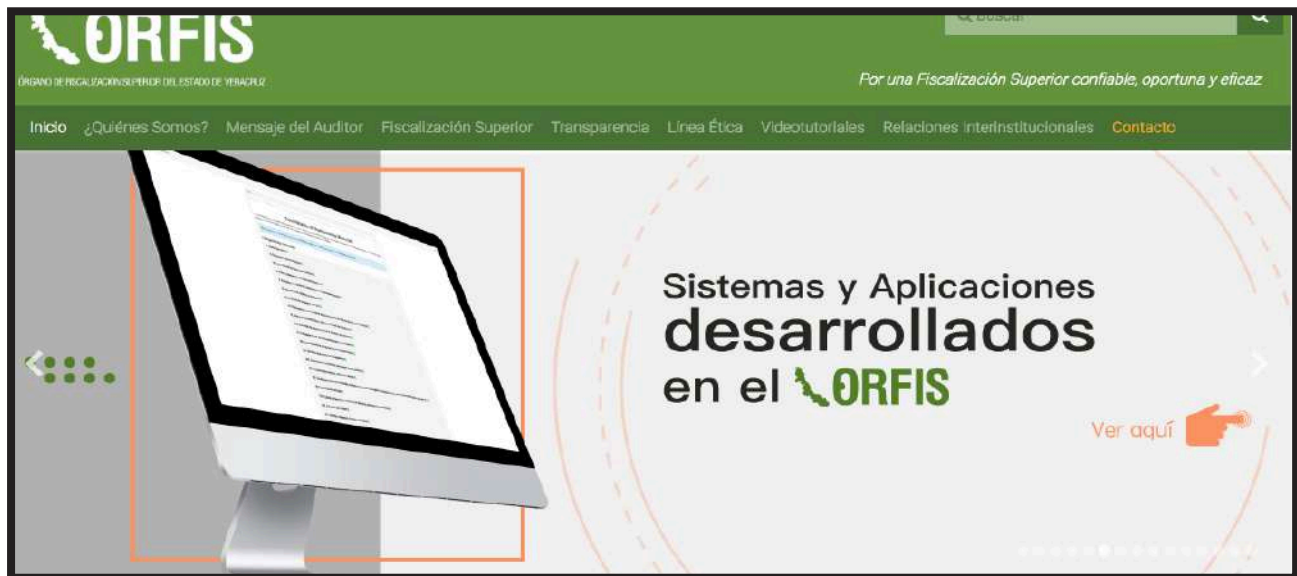 ORFIS
ÓRGANO DE FISCALIZACIÓN SUPERIOR DEL ESTADO DE VERACRUZ
Buscar
Por una Fiscalización Superior confiable, oportuna y eficaz
Inicio ¿Quiénes Somos? Mensaje del Auditor Fiscalización Superior Transparencia Línea Ética Videotutoriales Relaciones Interinstitucionales Contacto
Sistemas y Aplicaciones
desarrollados
en el ORFIS
Ver aquí